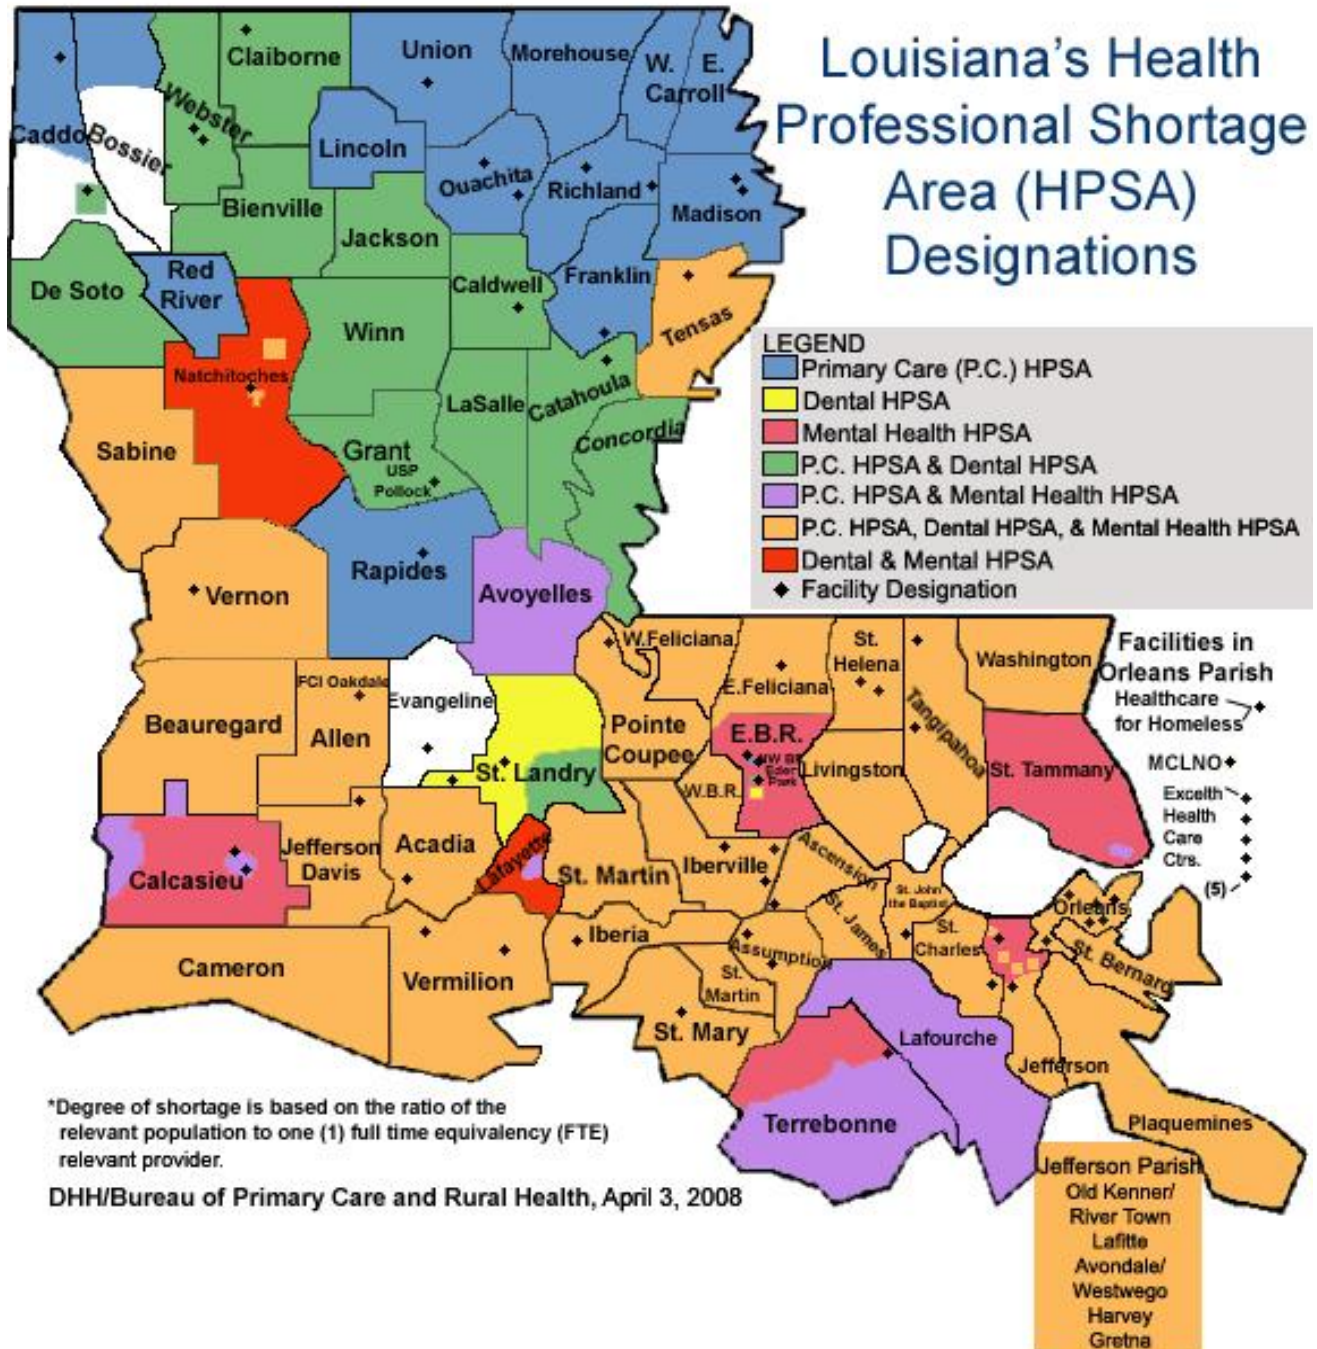 Louisiana's Health
Professional Shortage
Area (HPSA)
Designations
LEGEND
Primary Care (P.C.) HPSA
Dental HPSA
Mental Health HPSA
P.C. HPSA & Dental HPSA
P.C. HPSA & Mental Health HPSA
P.C. HPSA, Dental HPSA, & Mental Health HPSA
Dental & Mental HPSA
Facility Designation
Caddo
Bossier
Webster
Claiborne
Union
Morehouse
W.
Carroll
E.
Lincoln
Ouachita
Richland
Madison
Bienville
Jackson
De Soto
Red
River
Caldwell
Franklin
Tensas
Winn
Natchitoches
LaSalle
Catahoula
Concordia
Sabine
Grant
USP
Pollock
Rapides
Avoyelles
Vernon
Beauregard
FCI Oakdale
Allen
Evangeline
St. Landry
Pointe
Coupee
W.Feliciana
E.Feliciana
St.
Helena
Tangipahoa
Washington
E.B.R.
Eden
Park
W.B.R.
Livingston
St. Tammany
Calcasieu
Jefferson
Davis
Acadia
Lafayette
St. Martin
Iberville
Ascension
St. James
St. John
the Baptist
St.
Charles
Orleans
St. Bernard
Cameron
Vermilion
Iberia
Assumption
St.
Martin
St. Mary
Lafourche
Terrebonne
Jefferson
Plaquemines
Facilities in
Orleans Parish
Healthcare
for Homeless
MCLNO
Excelth
Health
Care
Ctrs.
(5)
*Degree of shortage is based on the ratio of the
relevant population to one (1) full time equivalency (FTE)
relevant provider.
DHH/Bureau of Primary Care and Rural Health, April 3, 2008
Jefferson Parish
Old Kenner/
River Town
Lafitte
Avondale/
Westwego
Harvey
Gretna